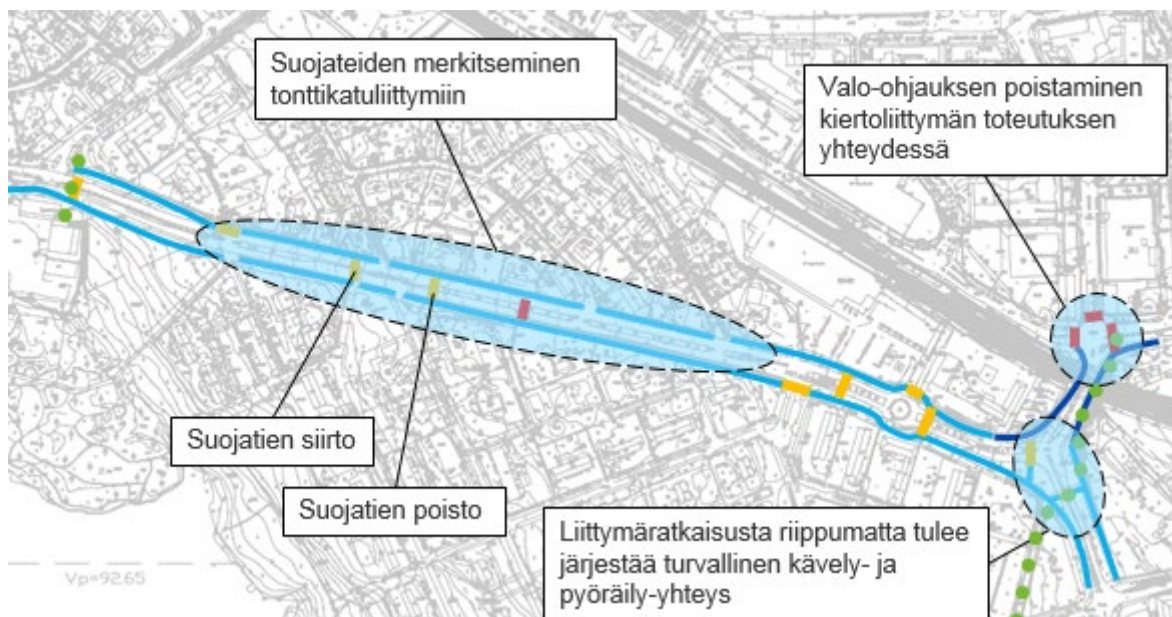 Suojateiden merkitseminen
tonttikatuliittymiin
Valo-ohjauksen poistaminen
kiertoliittymän toteutuksen
yhteydessä
Suojatien siirto
Suojatien poisto
Liittymäratkaisusta riippumatta tulee
järjestää turvallinen kävely- ja
pyöräily-yhteys
Vp=92.65